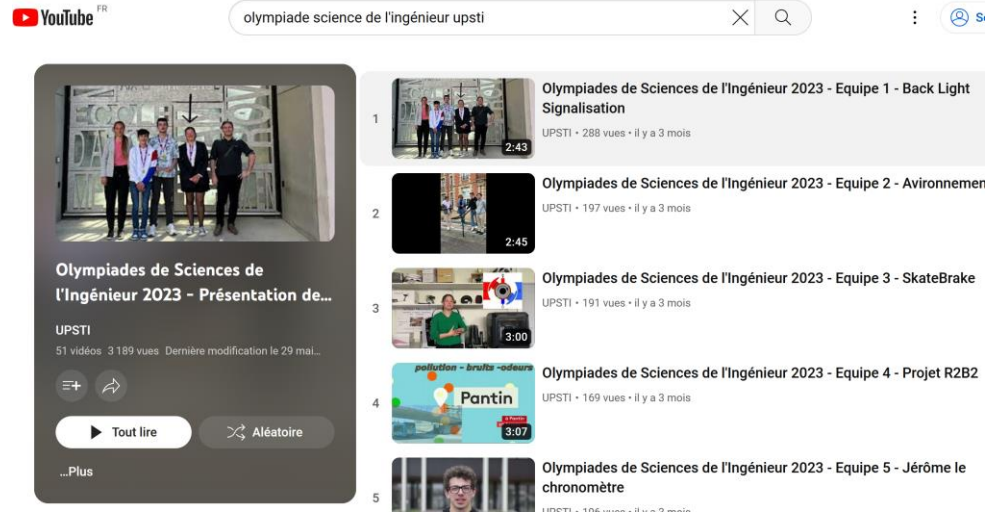 YouTube FR
olympiade science de l'ingénieur upsti
Olympiades de Sciences de
l'Ingénieur 2023 - Présentation de...
UPSTI
51 vidéos 3 189 vues Dernière modification le 29 mai...
Tout lire
Aléatoire
...Plus
1
2:43
Olympiades de Sciences de l'Ingénieur 2023 - Equipe 1 - Back Light
Signalisation
UPSTI • 288 vues • il y a 3 mois
2
2:45
Olympiades de Sciences de l'Ingénieur 2023 - Equipe 2 - Avironnemen
UPSTI • 197 vues • il y a 3 mois
3
3:00
Olympiades de Sciences de l'Ingénieur 2023 - Equipe 3 - SkateBrake
UPSTI • 191 vues • il y a 3 mois
4
pollution - bruits -odeurs
Pantin
3:07
Olympiades de Sciences de l'Ingénieur 2023 - Equipe 4 - Projet R2B2
UPSTI • 169 vues • il y a 3 mois
5
Olympiades de Sciences de l'Ingénieur 2023 - Equipe 5 - Jérôme le
chronomètre
UPSTI • 196 vues • il y a 3 mois